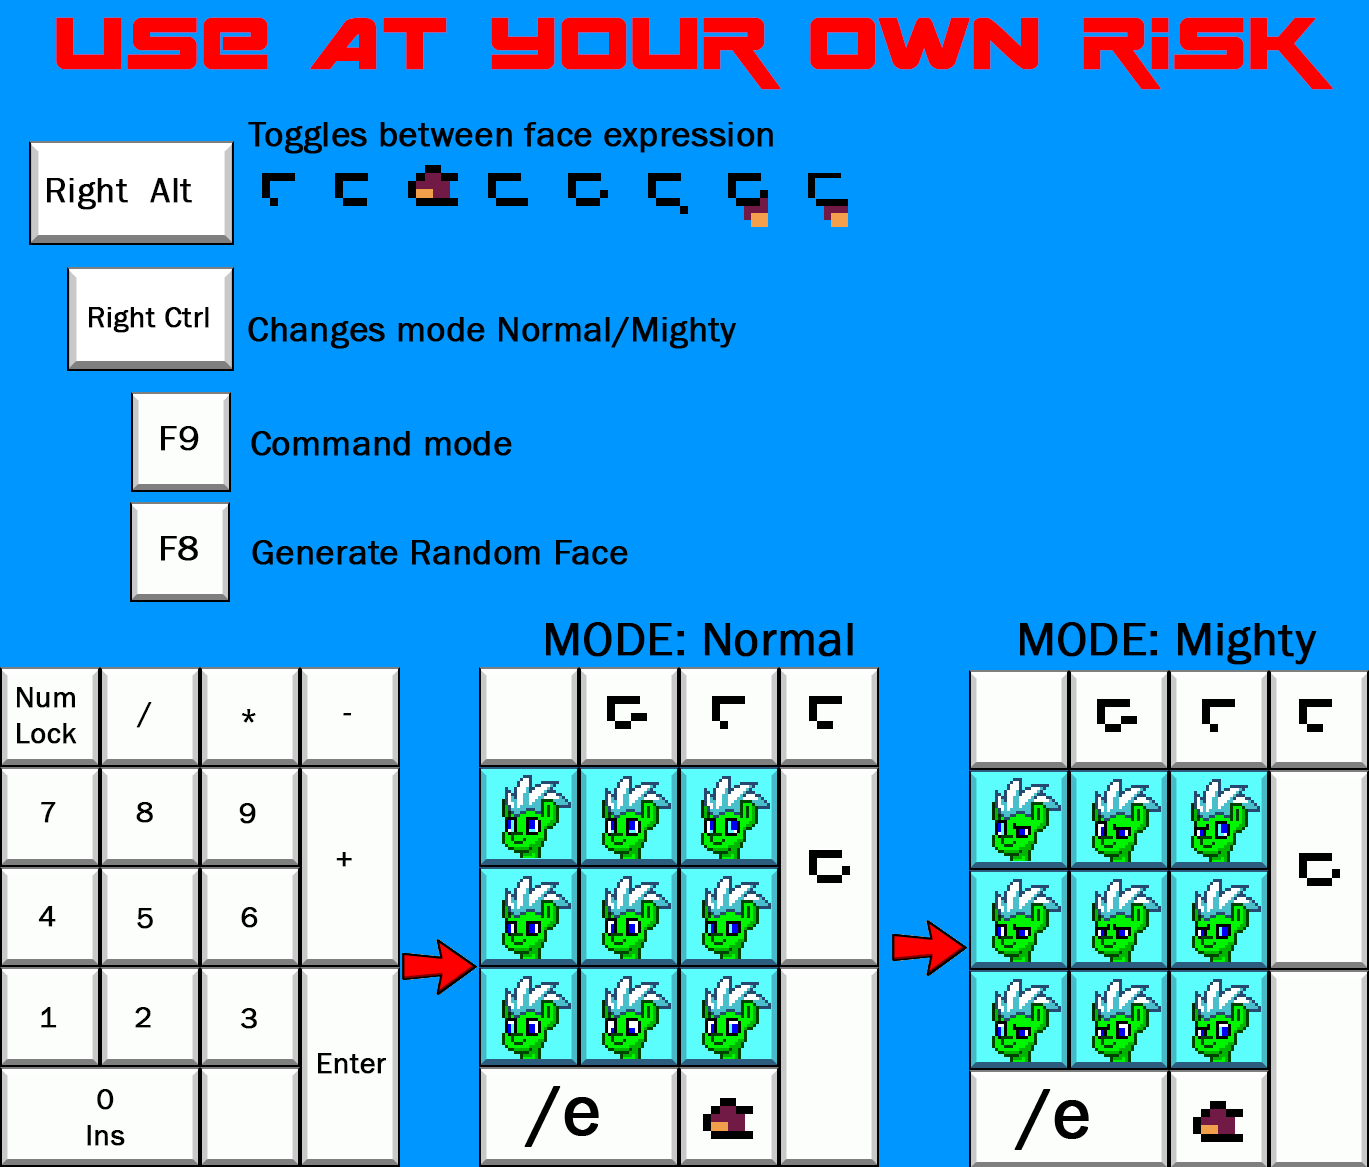 USE AT YOUR OWN RISK
Toggles between face expression
Right Alt
Right Ctrl
Changes mode Normal/Mighty
F9
Command mode
F8
Generate Random Face
MODE: Normal
MODE: Mighty
Num
Lock
/
*
-
7
8
9
+
4
5
6
1
2
3
Enter
0
Ins
/e
/e